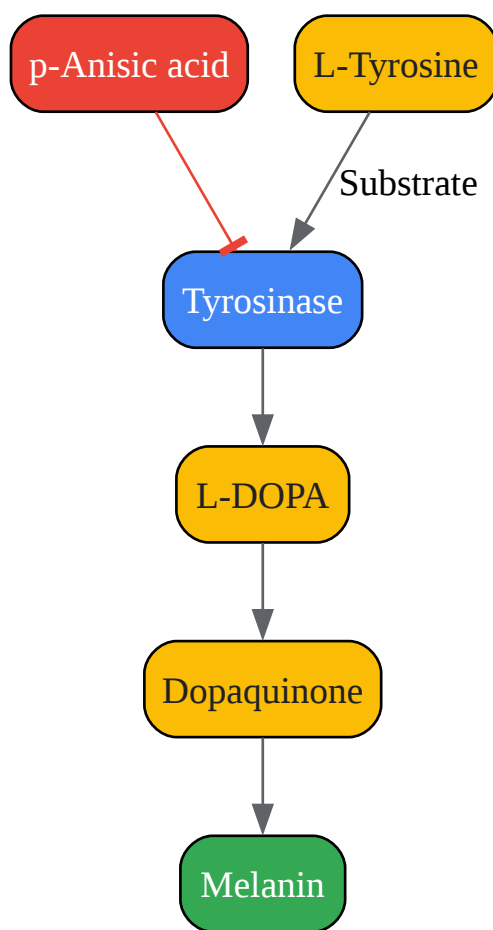 p-Anisic acid
L-Tyrosine
Substrate
Tyrosinase
L-DOPA
Dopaquinone
Melanin